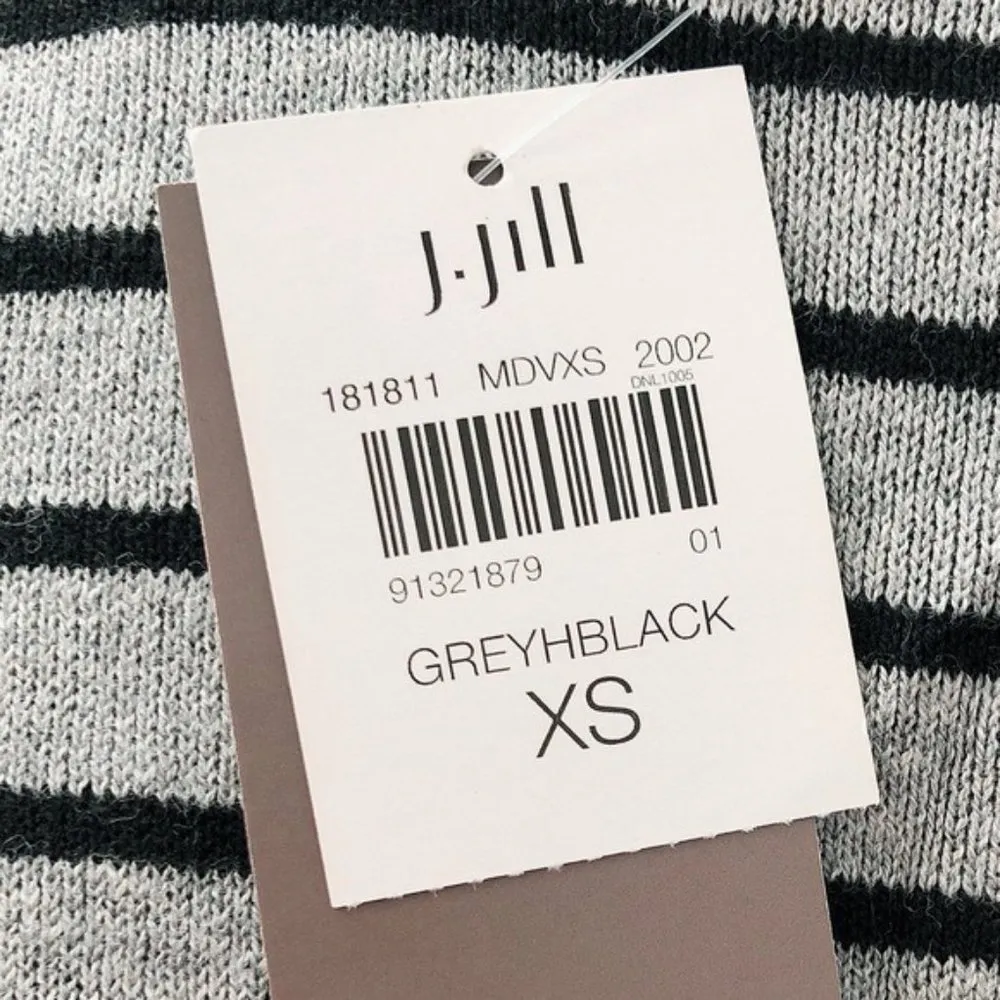 J.Jill
181811 MDVXS 2002
DNL1005
91321879 01
GREYHBLACK
XS